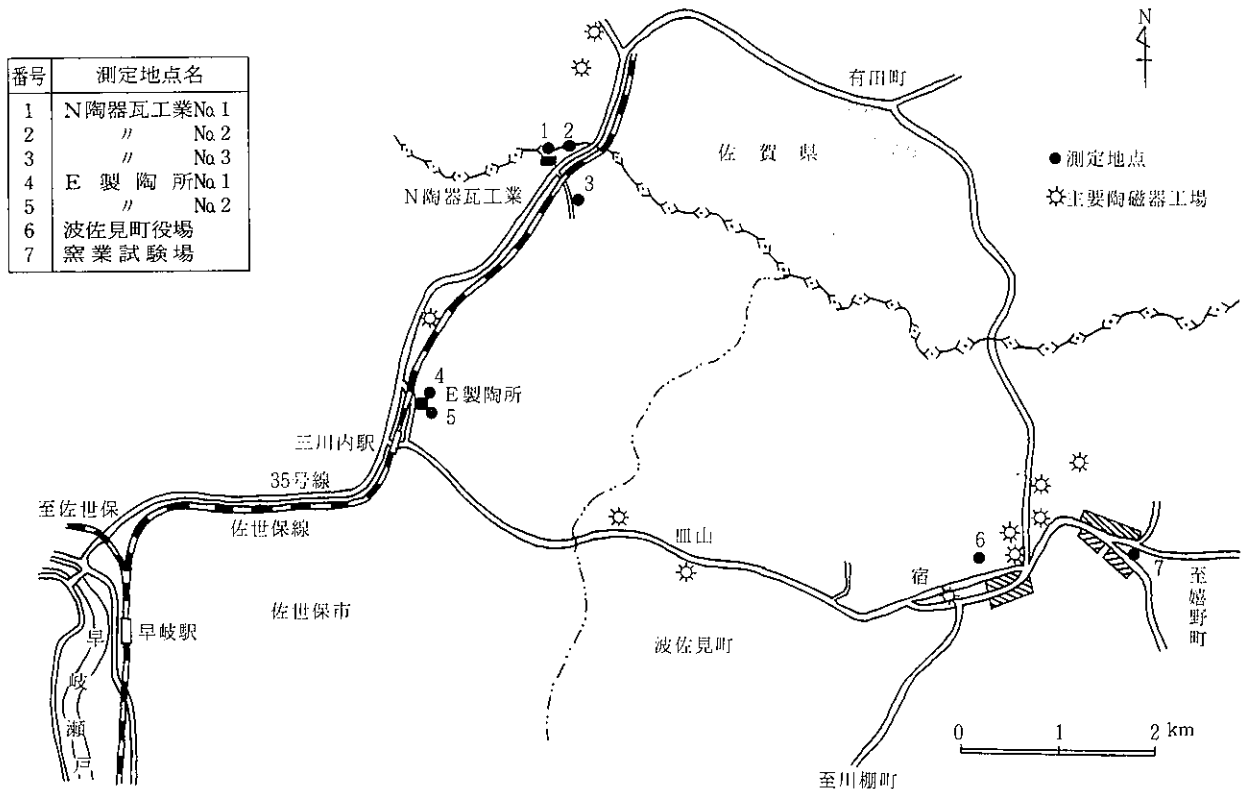 番号 測定地点名
1 N陶器瓦工業No.1
2 〃 No.2
3 〃 No.3
4 E製陶所No.1
5 〃 No.2
6 波佐見町役場
7 窯業試験場
N
有田町
佐賀県
●測定地点
主要陶磁器工場
1 2
N陶器瓦工業
3
4
E製陶所
5
三川内駅
35号線
至佐世保
佐世保線
皿山
6
7
宿
至嬉野町
佐世保市
早岐駅
波佐見町
早岐瀬戸
0 1 2 km
至川棚町